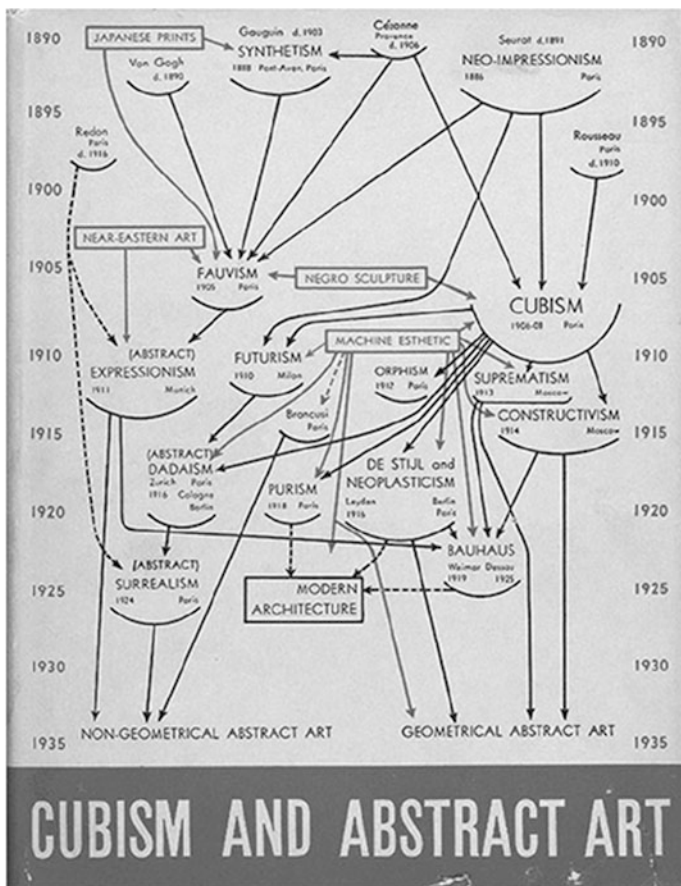 1890
JAPANESE PRINTS
Gauguin d. 1903
SYNTHETISM
1888 Pont-Aven, Paris
Cézanne
Provence
d. 1906
Seurat d. 1891
NEO-IMPRESSIONISM
1886 Paris
1890
Van Gogh
d. 1890
1895
1895
Redon
Paris
d. 1916
Rousseau
Paris
d. 1910
1900
1900
NEAR-EASTERN ART
1905
FAUVISM
1905 Paris
NEGRO SCULPTURE
CUBISM
1906-08 Paris
1905
1910
(ABSTRACT)
EXPRESSIONISM
1911 Munich
FUTURISM
1910 Milan
MACHINE ESTHETIC
ORPHISM
1912 Paris
SUPREMATISM
1913 Moscow
1910
Brancusi
Paris
CONSTRUCTIVISM
1914 Moscow
1915
1915
(ABSTRACT)
DADAISM
Zurich Paris
1916 Cologne
Berlin
PURISM
1918 Paris
DE STIJL and
NEOPLASTICISM
Leyden Berlin
1916 Paris
1920
1920
BAUHAUS
Weimar Dessau
1919 1925
(ABSTRACT)
SURREALISM
1924 Paris
MODERN
ARCHITECTURE
1925
1925
1930
1930
NON-GEOMETRICAL ABSTRACT ART
GEOMETRICAL ABSTRACT ART
1935
1935
CUBISM AND ABSTRACT ART